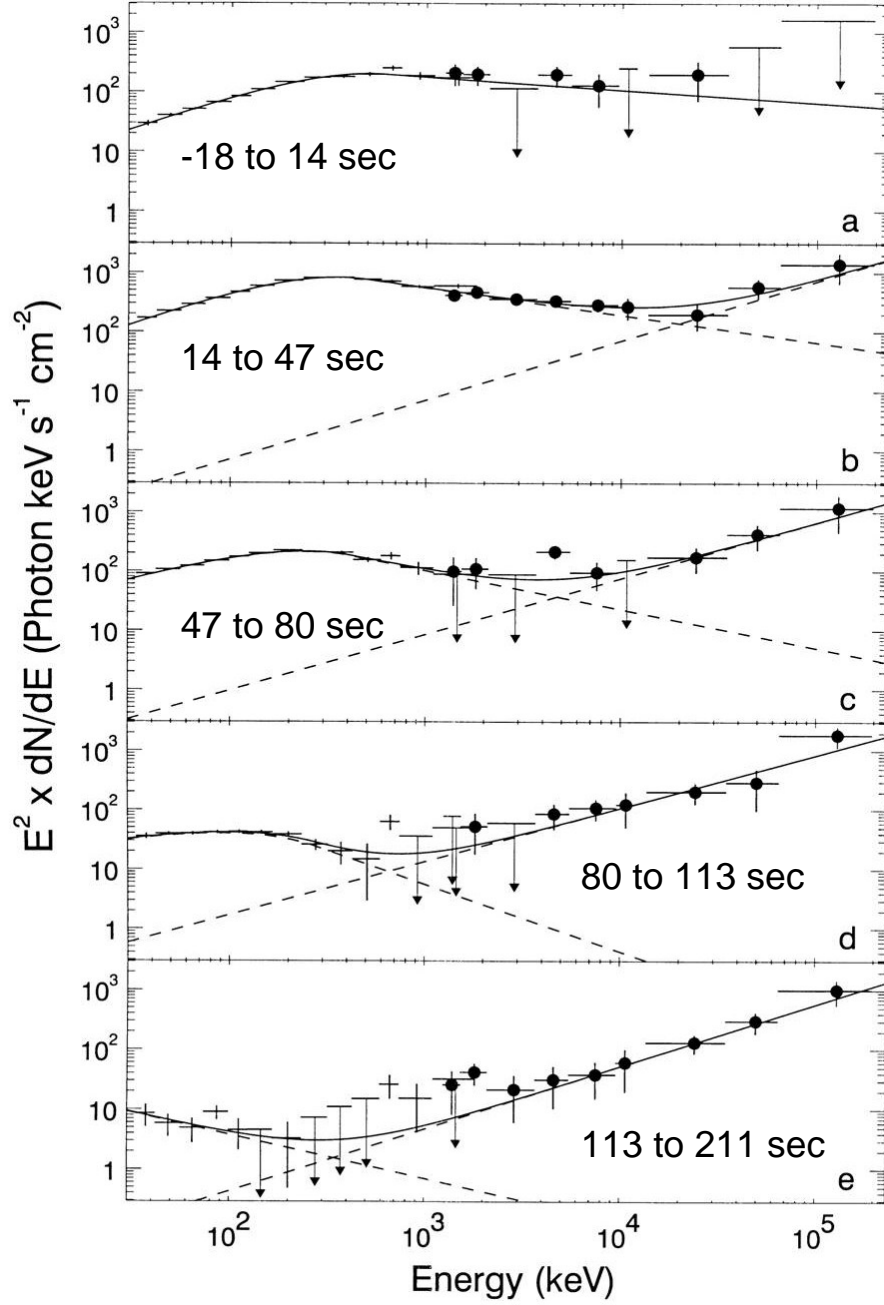 E² x dN/dE (Photon keV s⁻¹ cm⁻²)
10³
10²
10
1
-18 to 14 sec
a
10³
10²
10
1
14 to 47 sec
b
10³
10²
10
1
47 to 80 sec
c
10³
10²
10
1
80 to 113 sec
d
10³
10²
10
1
113 to 211 sec
e
10² 10³ 10⁴ 10⁵
Energy (keV)